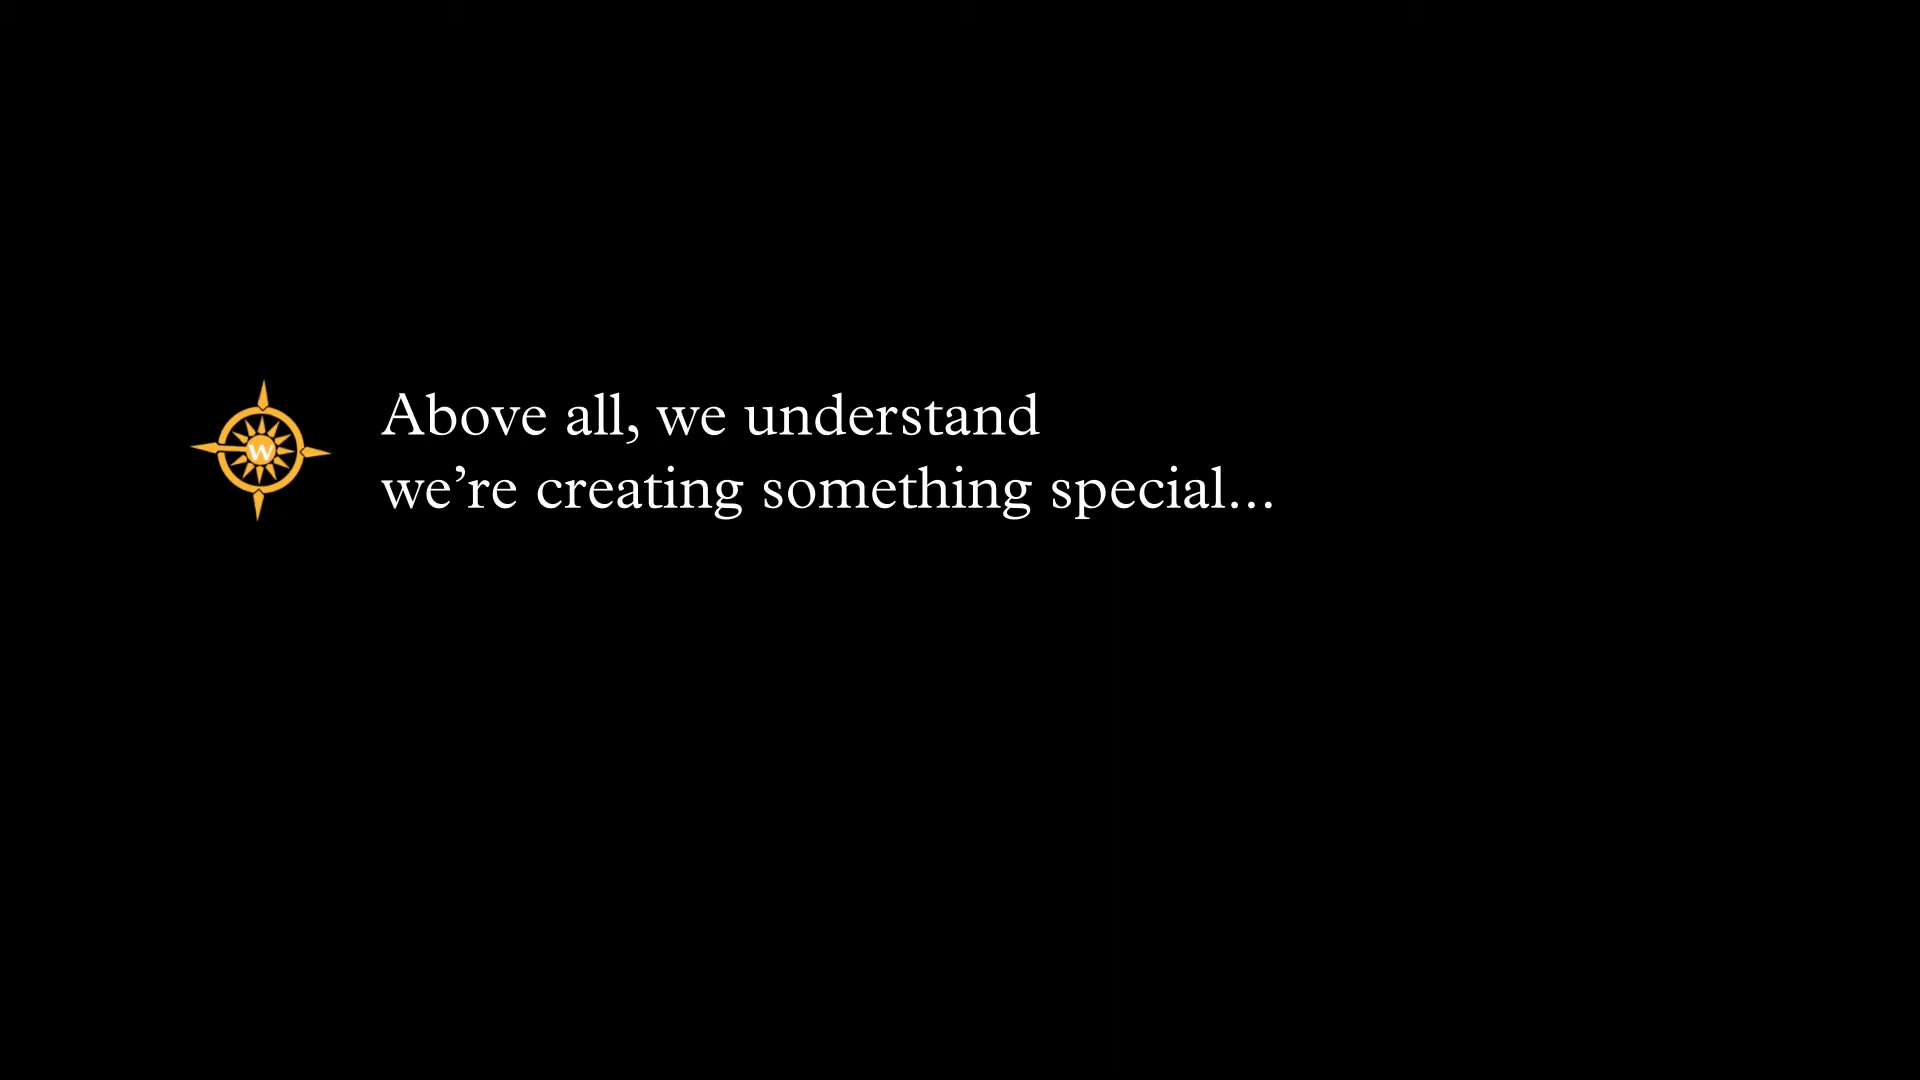 W
Above all, we understand
we’re creating something special…